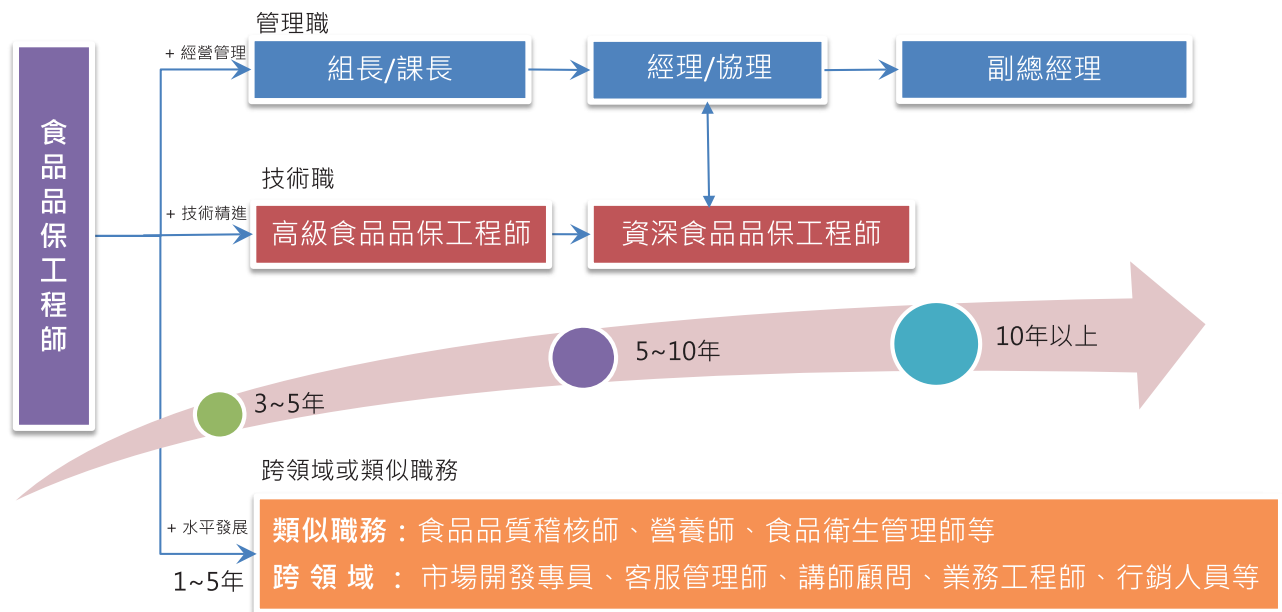 食品品保工程師
管理職
+ 經營管理
組長/課長
經理/協理
副總經理
技術職
+ 技術精進
高級食品品保工程師
資深食品品保工程師
3~5年
5~10年
10年以上
跨領域或類似職務
+ 水平發展
1~5年
類似職務：食品品質稽核師、營養師、食品衛生管理師等
跨 領 域 ： 市場開發專員、客服管理師、講師顧問、業務工程師、行銷人員等